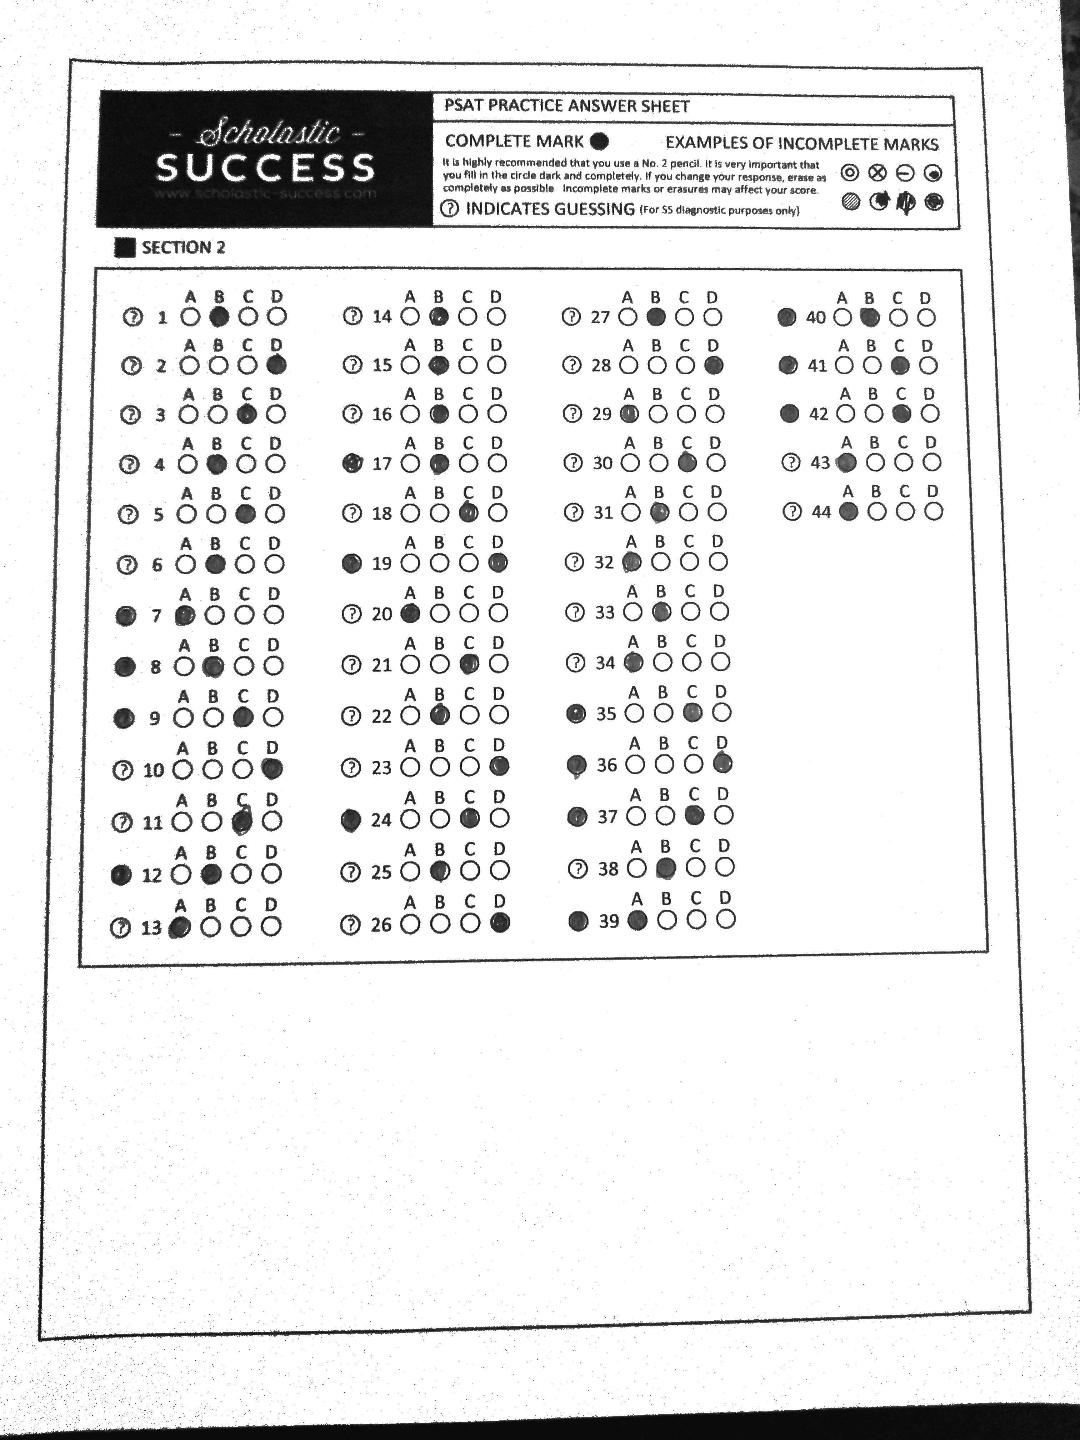 - Scholastic -
SUCCESS
www.scholastic-success.com
PSAT PRACTICE ANSWER SHEET
COMPLETE MARK EXAMPLES OF INCOMPLETE MARKS
It is highly recommended that you use a No. 2 pencil. It is very important that
you fill in the circle dark and completely. If you change your response, erase as
completely as possible Incomplete marks or erasures may affect your score.
? INDICATES GUESSING (For SS diagnostic purposes only)
SECTION 2
A B C D
? 1
A B C D
? 2
A B C D
? 3
A B C D
? 4
A B C D
? 5
A B C D
? 6
A B C D
7
A B C D
8
A B C D
9
A B C D
? 10
A B C D
? 11
A B C D
12
A B C D
? 13
A B C D
? 14
A B C D
? 15
A B C D
? 16
A B C D
17
A B C D
? 18
A B C D
19
A B C D
? 20
A B C D
? 21
A B C D
? 22
A B C D
? 23
A B C D
24
A B C D
? 25
A B C D
? 26
A B C D
? 27
A B C D
? 28
A B C D
? 29
A B C D
? 30
A B C D
? 31
A B C D
? 32
A B C D
? 33
A B C D
? 34
A B C D
35
A B C D
36
A B C D
37
A B C D
? 38
A B C D
39
A B C D
40
A B C D
41
A B C D
42
A B C D
? 43
A B C D
? 44